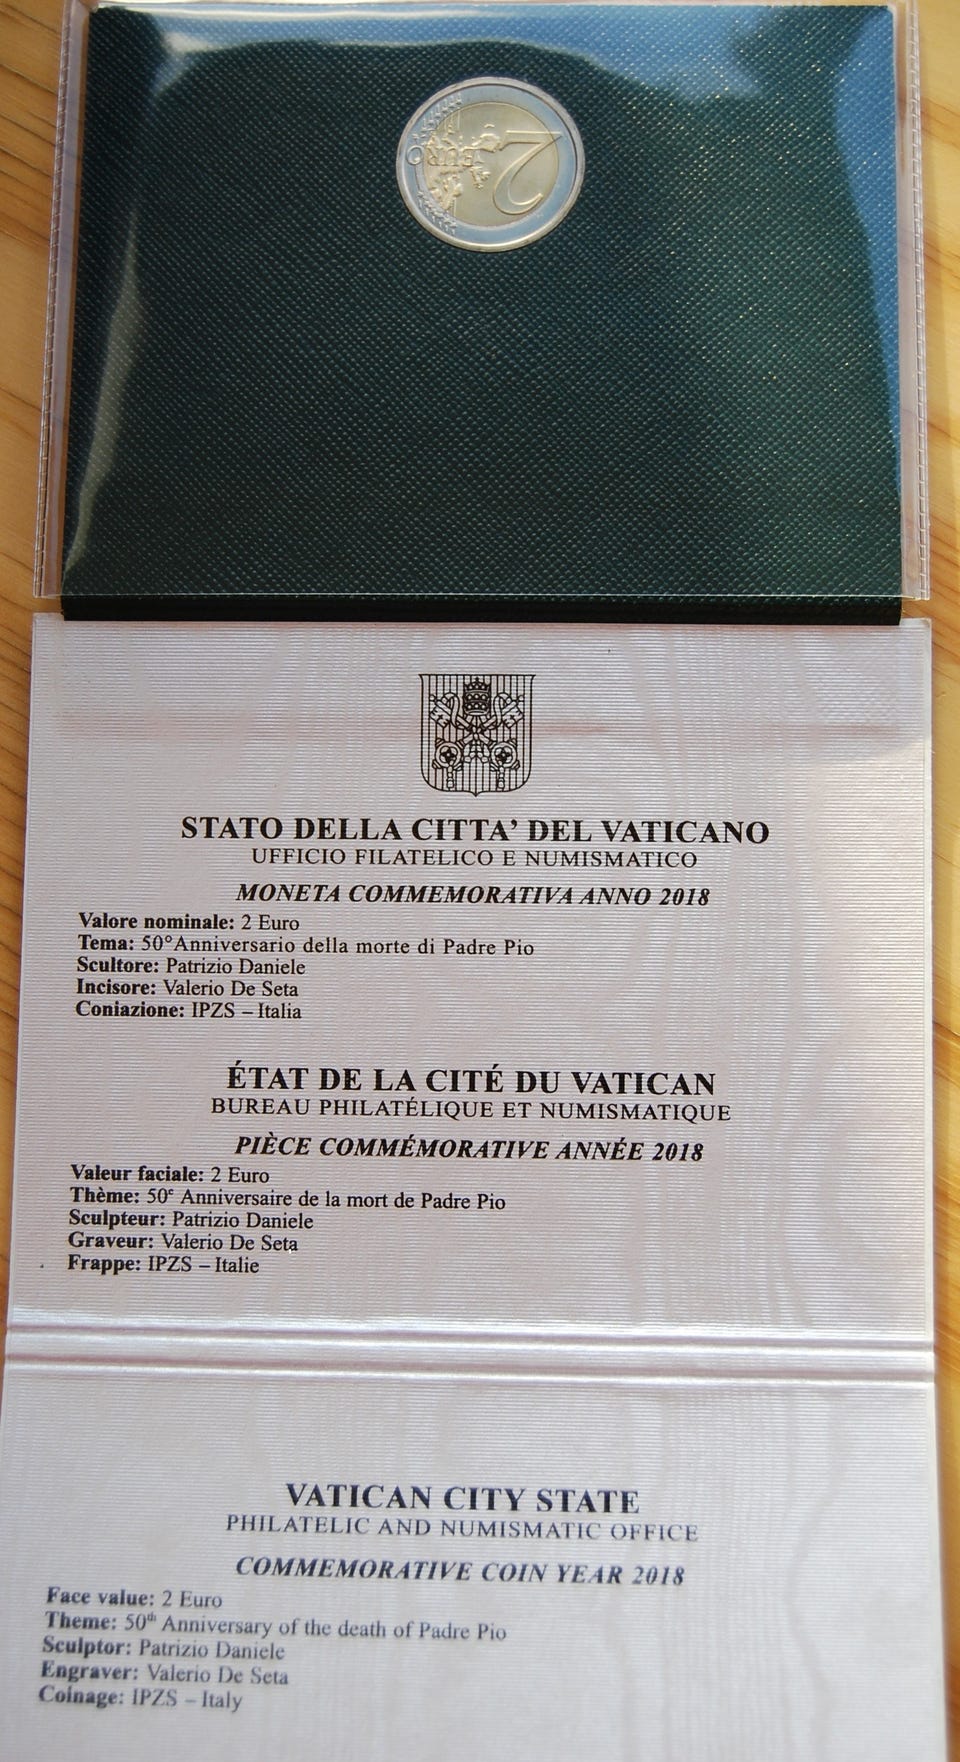 2
EURO
STATO DELLA CITTA’ DEL VATICANO
UFFICIO FILATELICO E NUMISMATICO
MONETA COMMEMORATIVA ANNO 2018
Valore nominale: 2 Euro
Tema: 50°Anniversario della morte di Padre Pio
Scultore: Patrizio Daniele
Incisore: Valerio De Seta
Coniazione: IPZS – Italia
ÉTAT DE LA CITÉ DU VATICAN
BUREAU PHILATÉLIQUE ET NUMISMATIQUE
PIÈCE COMMÉMORATIVE ANNÉE 2018
Valeur faciale: 2 Euro
Thème: 50e Anniversaire de la mort de Padre Pio
Sculpteur: Patrizio Daniele
Graveur: Valerio De Seta
Frappe: IPZS – Italie
VATICAN CITY STATE
PHILATELIC AND NUMISMATIC OFFICE
COMMEMORATIVE COIN YEAR 2018
Face value: 2 Euro
Theme: 50th Anniversary of the death of Padre Pio
Sculptor: Patrizio Daniele
Engraver: Valerio De Seta
Coinage: IPZS – Italy